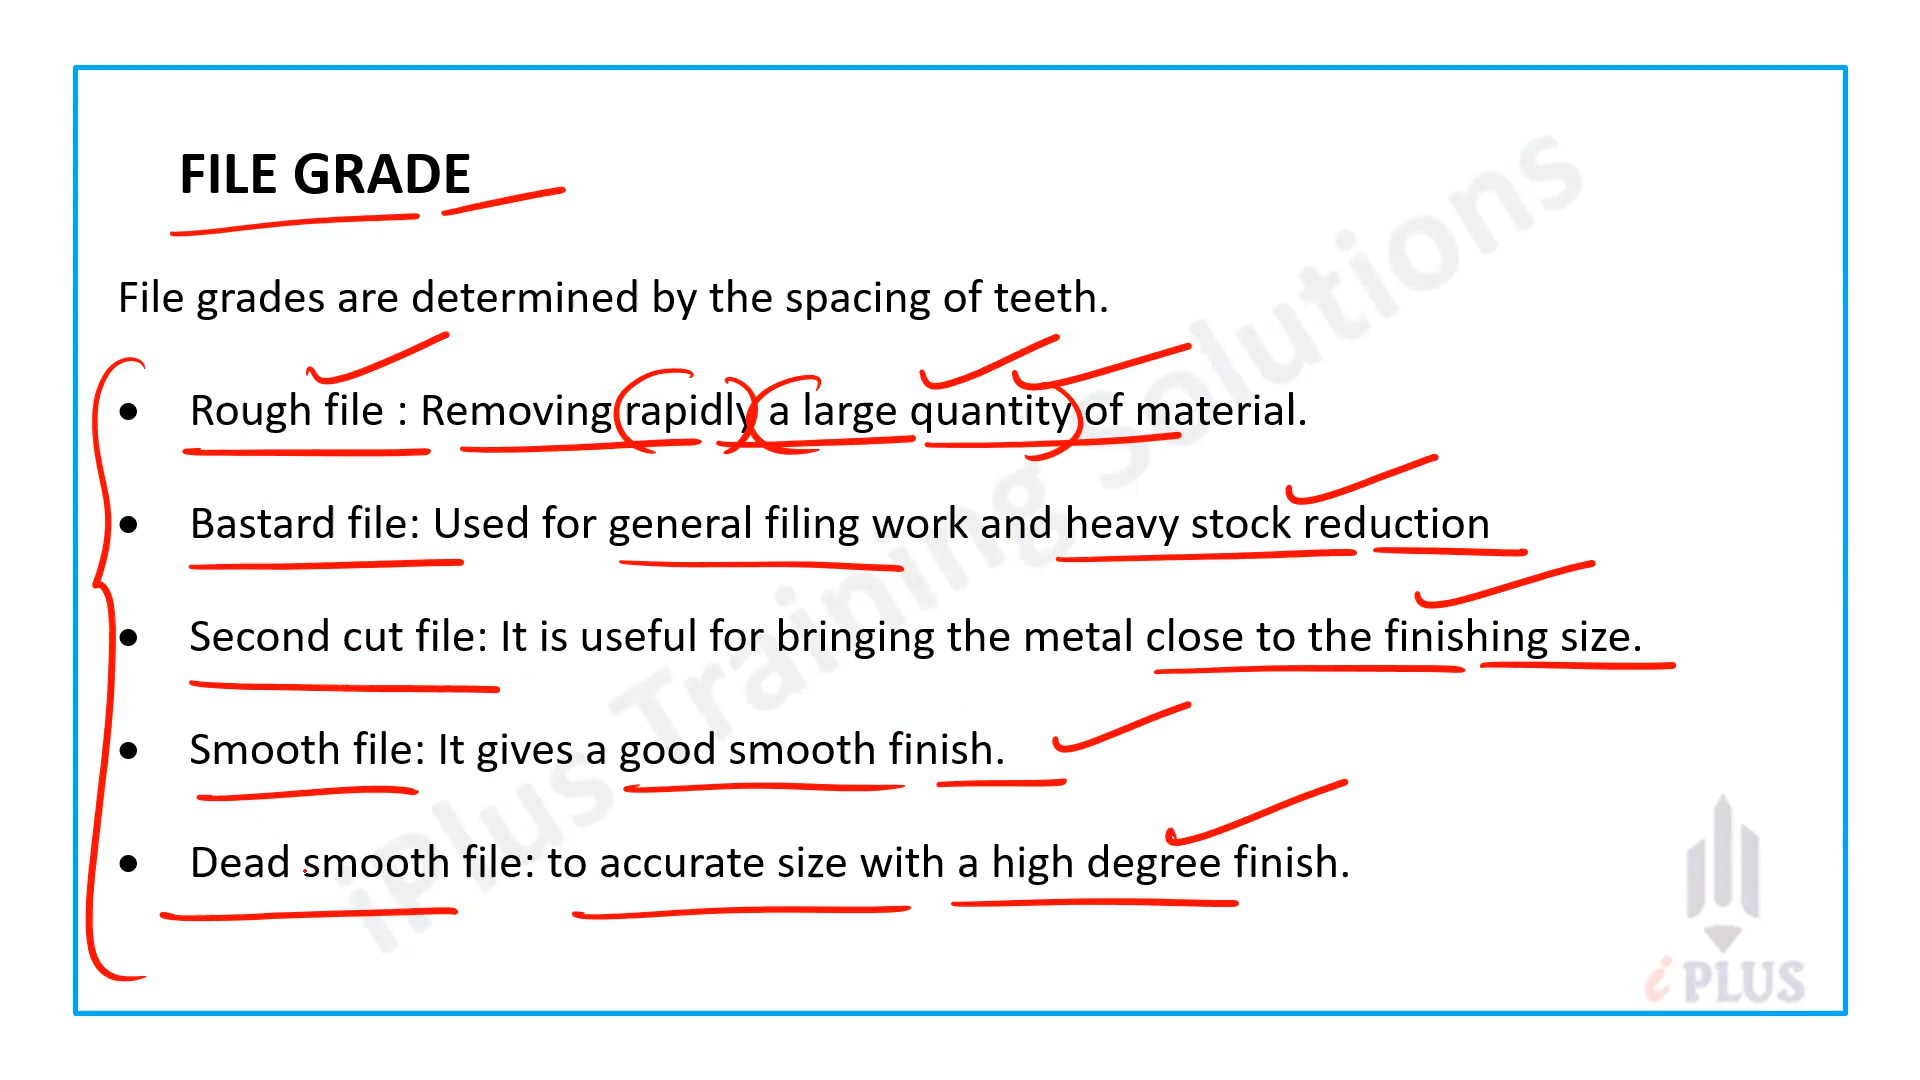 FILE GRADE
File grades are determined by the spacing of teeth.
• Rough file : Removing rapidly a large quantity of material.
• Bastard file: Used for general filing work and heavy stock reduction
• Second cut file: It is useful for bringing the metal close to the finishing size.
• Smooth file: It gives a good smooth finish.
• Dead smooth file: to accurate size with a high degree finish.
iPlus Training Solutions
i PLUS